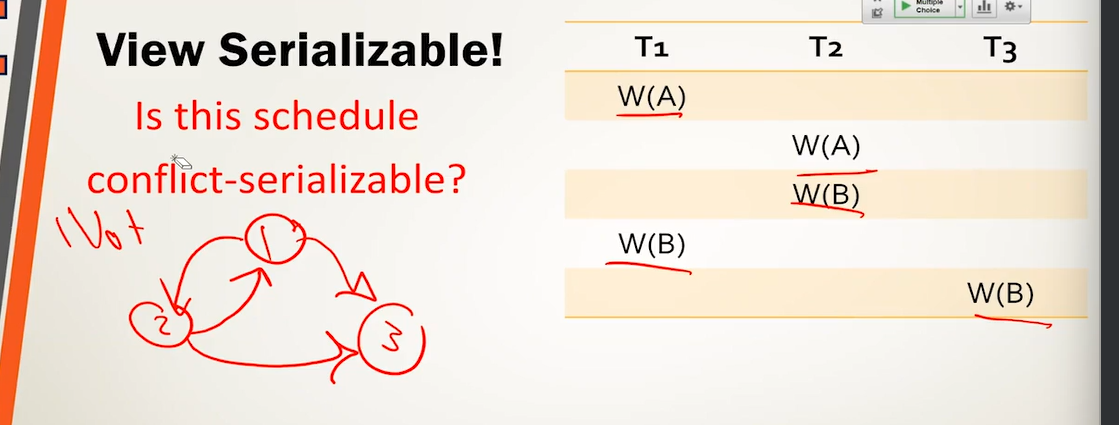 Multiple
Choice
View Serializable!
Is this schedule
conflict-serializable?
Not
1
2
3
T1 T2 T3
W(A)
W(A)
W(B)
W(B)
W(B)